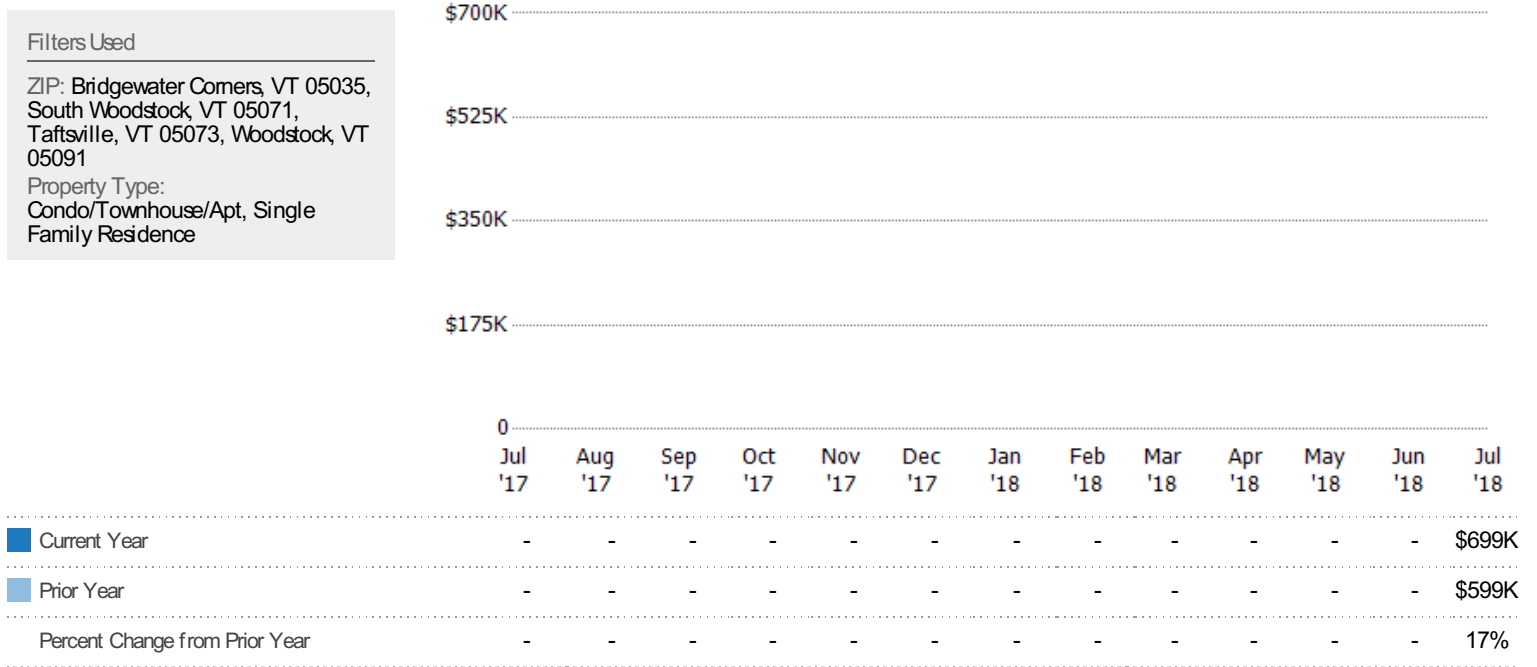 Filters Used
ZIP: Bridgewater Corners, VT 05035,
South Woodstock, VT 05071,
Taftsville, VT 05073, Woodstock, VT
05091
Property Type:
Condo/Townhouse/Apt, Single
Family Residence
$700K
$525K
$350K
$175K
0
Jul Aug Sep Oct Nov Dec Jan Feb Mar Apr May Jun Jul
'17 '17 '17 '17 '17 '17 '18 '18 '18 '18 '18 '18 '18
Current Year - - - - - - - - - - - - $699K
Prior Year - - - - - - - - - - - - $599K
Percent Change from Prior Year - - - - - - - - - - - - 17%